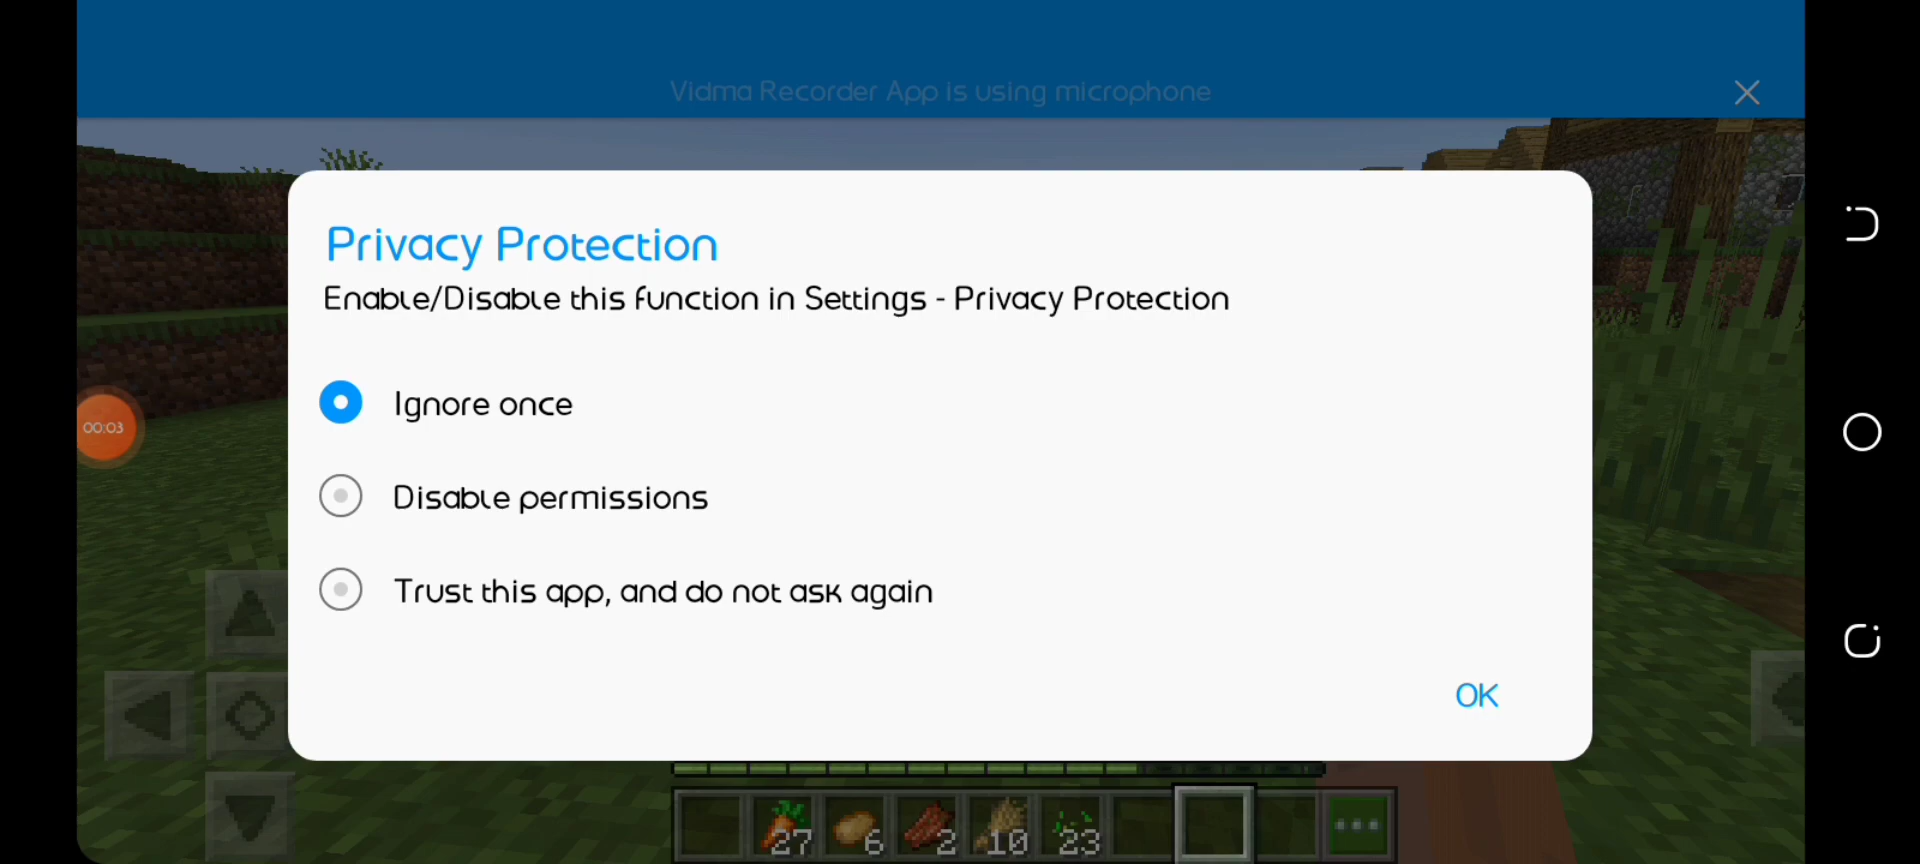 Vidma Recorder App is using microphone
Privacy Protection
Enable/Disable this function in Settings - Privacy Protection
Ignore once
00:03
Disable permissions
Trust this app, and do not ask again
OK
27 6 2 10 23